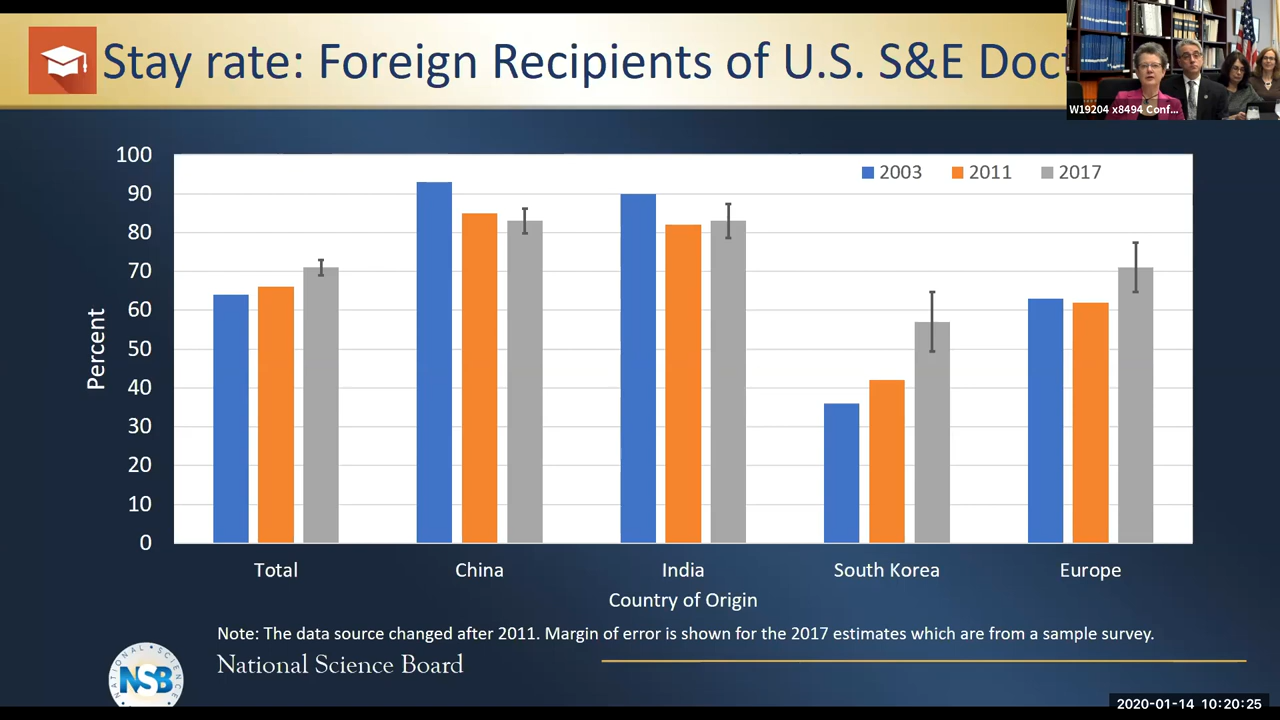 Stay rate: Foreign Recipients of U.S. S&E Doc
W19204 x8494 Conf...
100
90
80
70
60
50
40
30
20
10
0
Percent
2003 2011 2017
Total China India South Korea Europe
Country of Origin
Note: The data source changed after 2011. Margin of error is shown for the 2017 estimates which are from a sample survey.
National Science Board
NATIONAL SCIENCE
NSB
2020-01-14 10:20:25